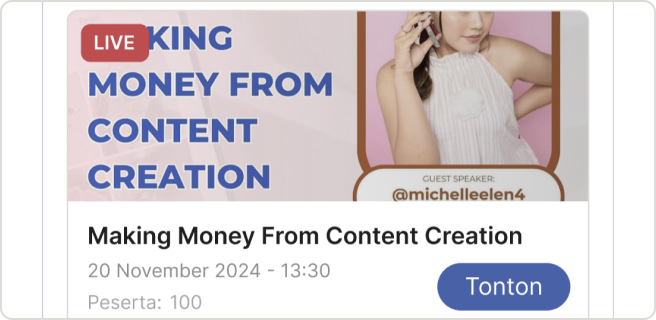 LIVE
KING
MONEY FROM
CONTENT
CREATION
GUEST SPEAKER:
@michelleelen4
Making Money From Content Creation
20 November 2024 - 13:30
Tonton
Peserta: 100